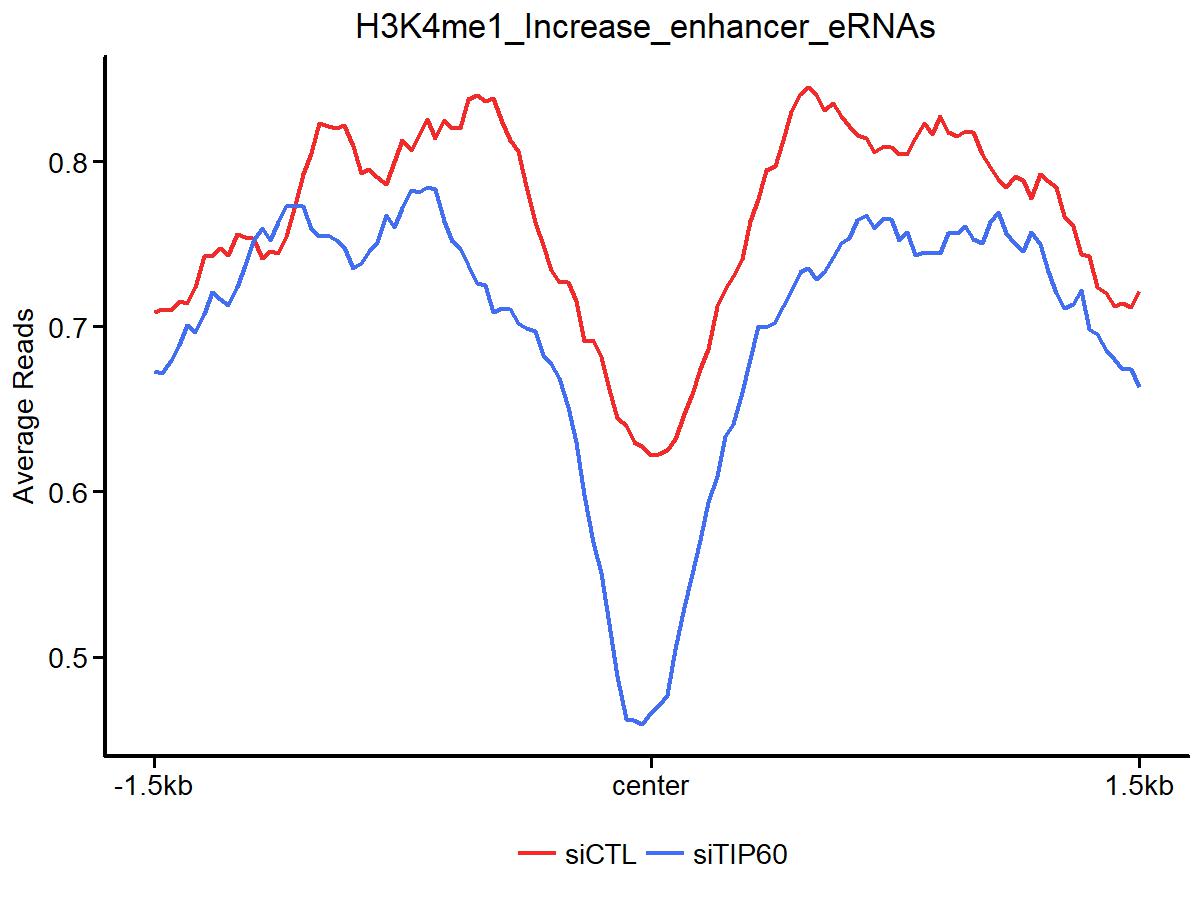 H3K4me1_Increase_enhancer_eRNAs
Average Reads
0.8
0.7
0.6
0.5
-1.5kb center 1.5kb
siCTL siTIP60